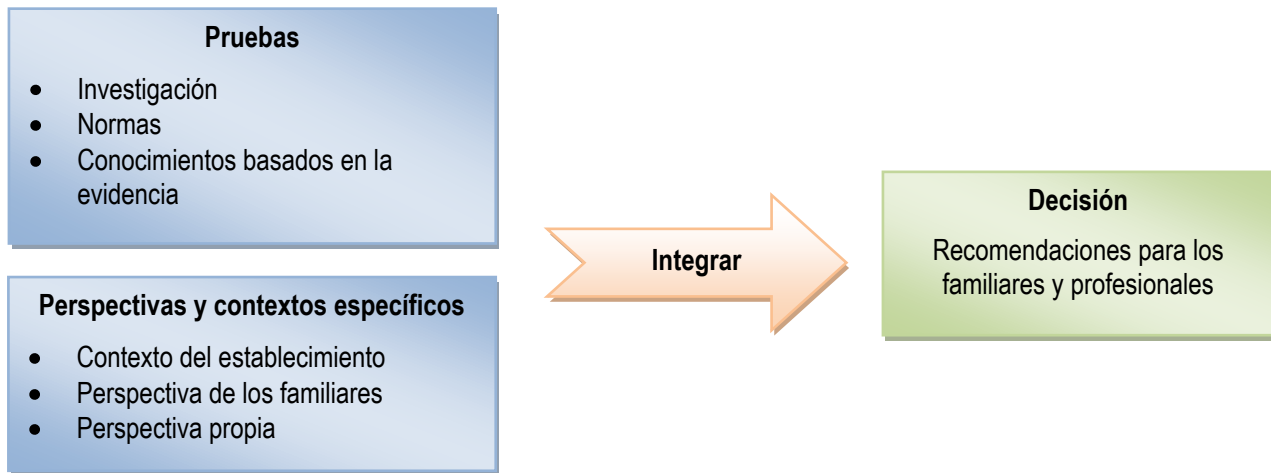 Pruebas
• Investigación
• Normas
• Conocimientos basados en la
evidencia
Perspectivas y contextos específicos
• Contexto del establecimiento
• Perspectiva de los familiares
• Perspectiva propia
Integrar
Decisión
Recomendaciones para los
familiares y profesionales